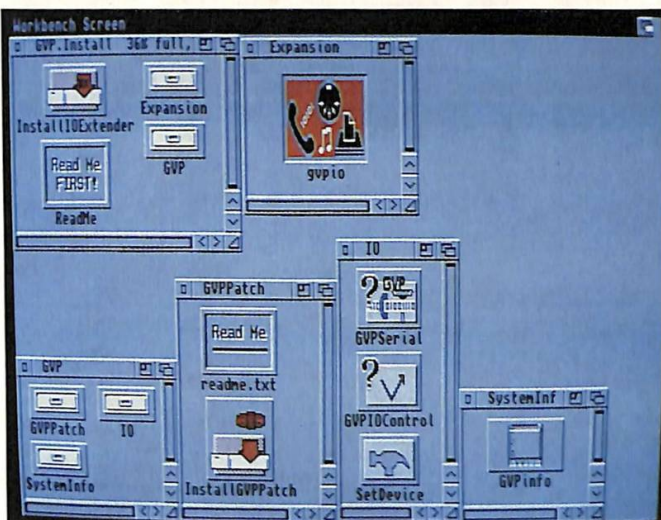 Workbench Screen
GVP.Install 36% full,
InstallIOExtender
Expansion
Read Me
FIRST!
ReadMe
GVP
Expansion
gvpio
GVPPatch
Read Me
readme.txt
InstallGVPPatch
IO
GVP
GVPSerial
GVPIOControl
SetDevice
GVP
GVPPatch
IO
SystemInfo
SystemInf
GVPinfo